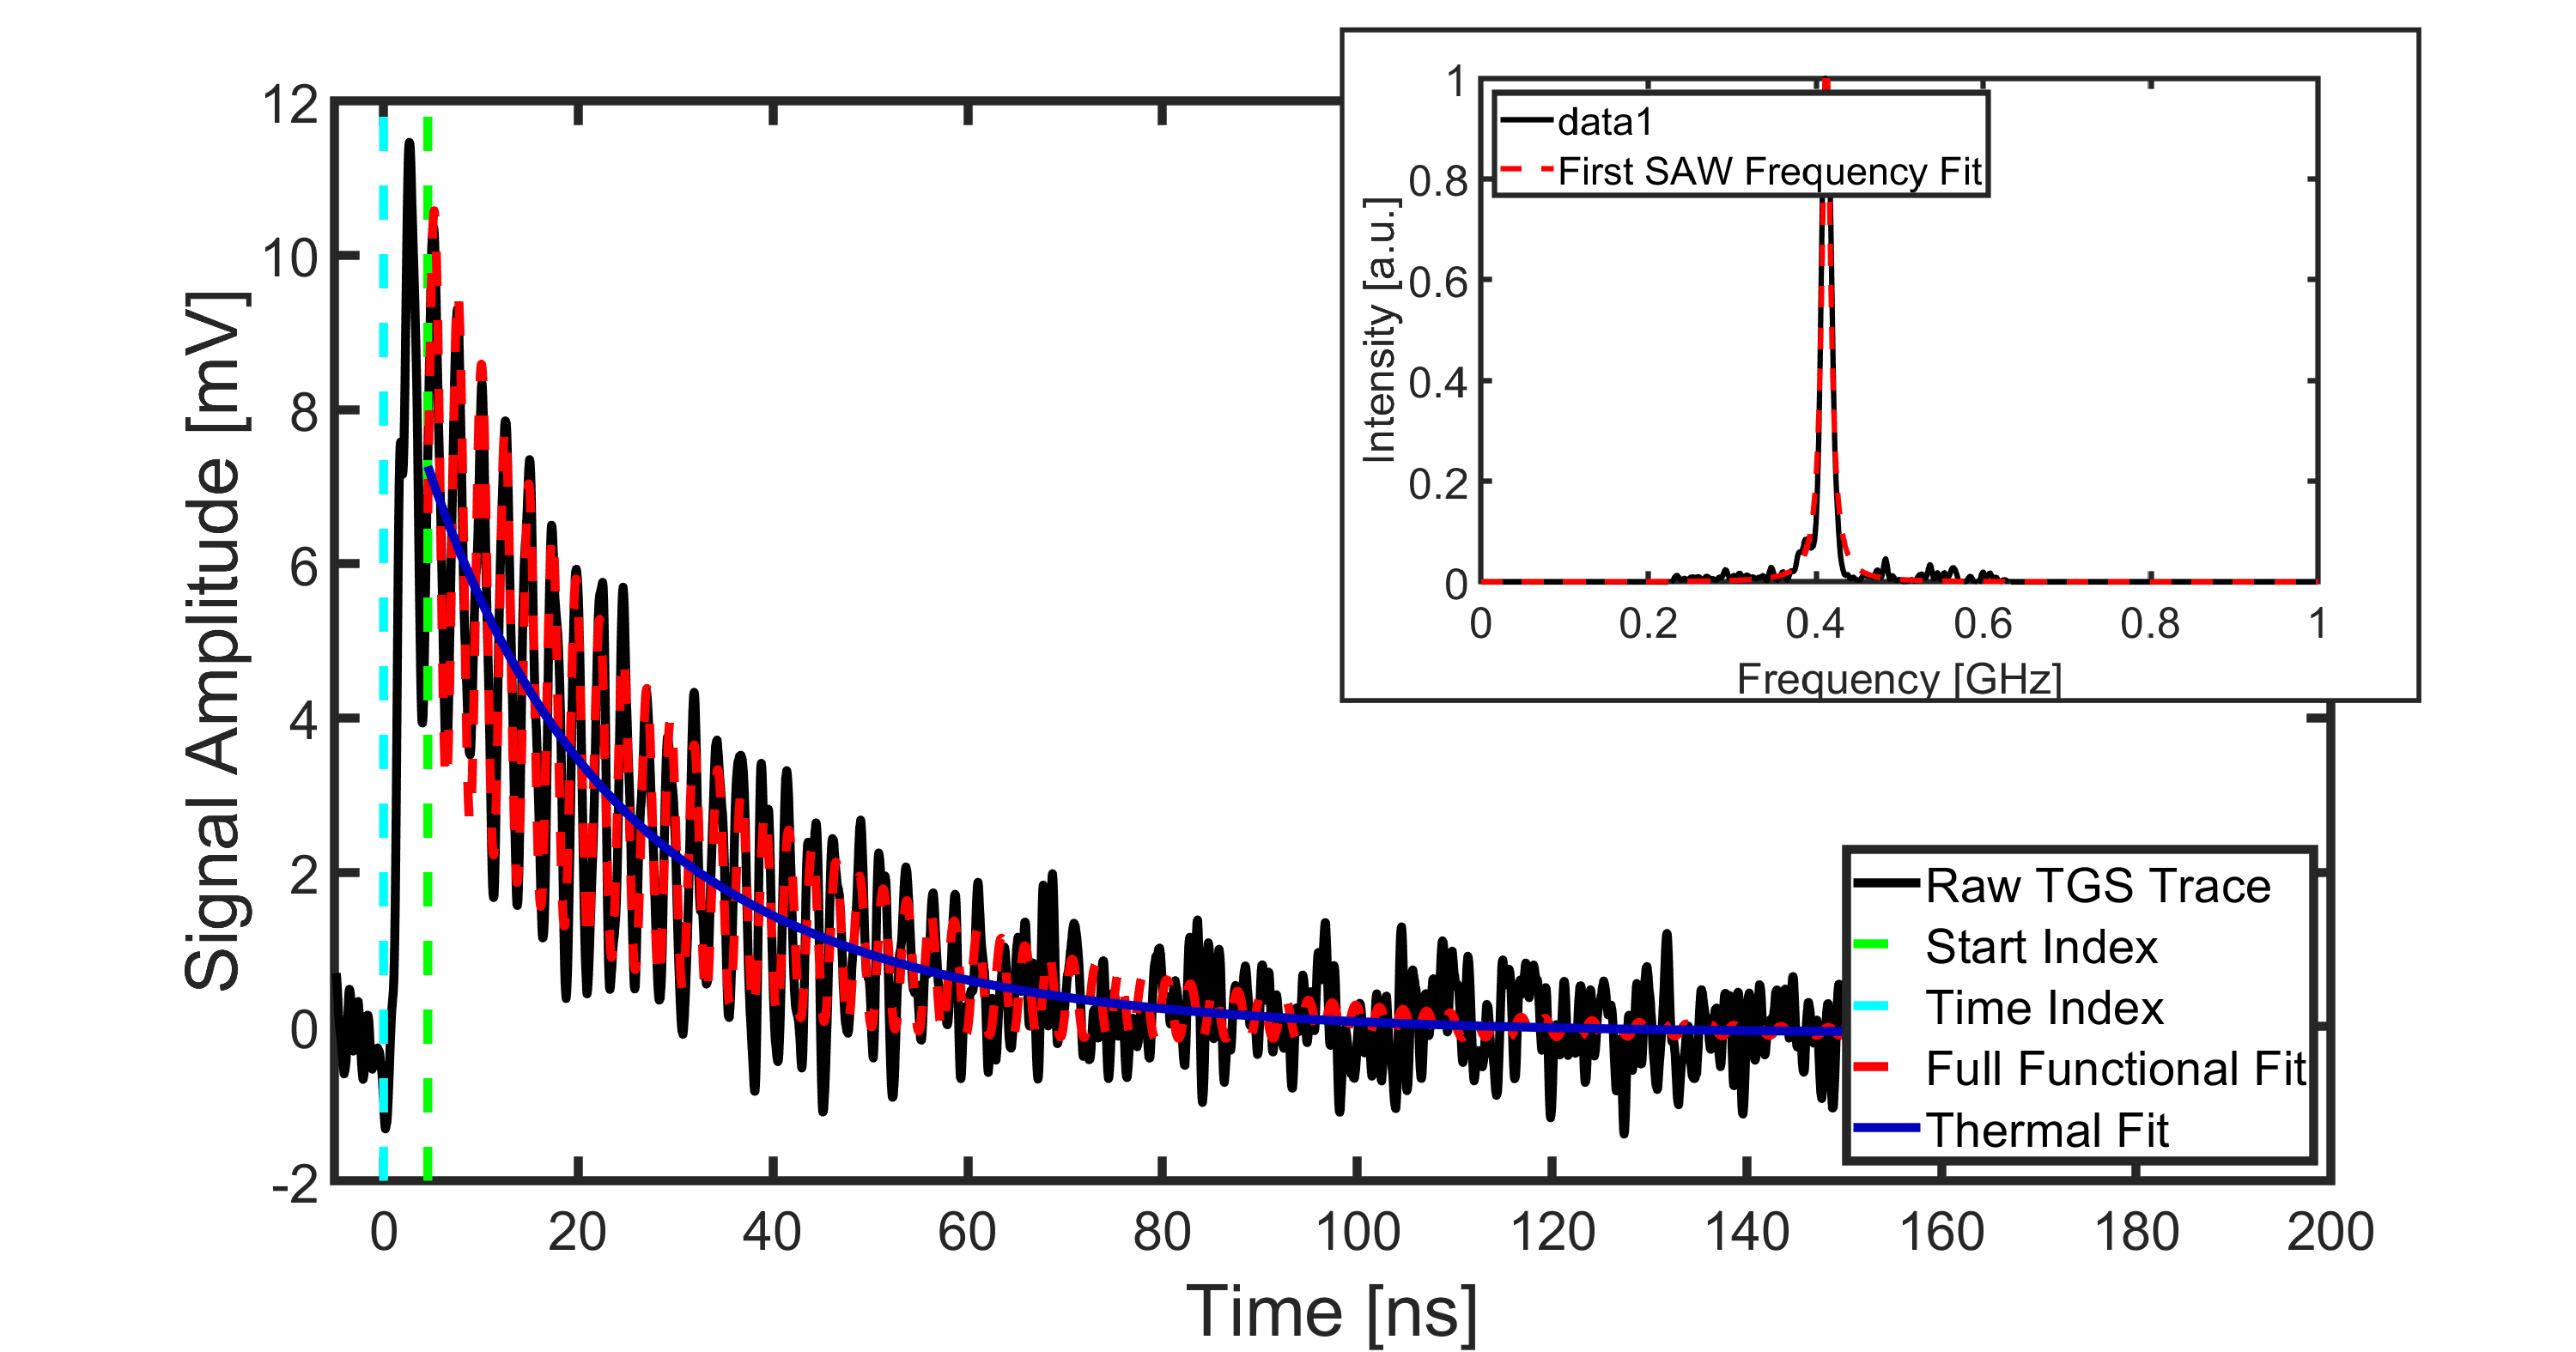 12
10
8
6
4
2
0
-2
Signal Amplitude [mV]
0 20 40 60 80 100 120 140 160 180 200
Time [ns]
1
0.8
0.6
0.4
0.2
0
Intensity [a.u.]
data1
First SAW Frequency Fit
0 0.2 0.4 0.6 0.8 1
Frequency [GHz]
Raw TGS Trace
Start Index
Time Index
Full Functional Fit
Thermal Fit